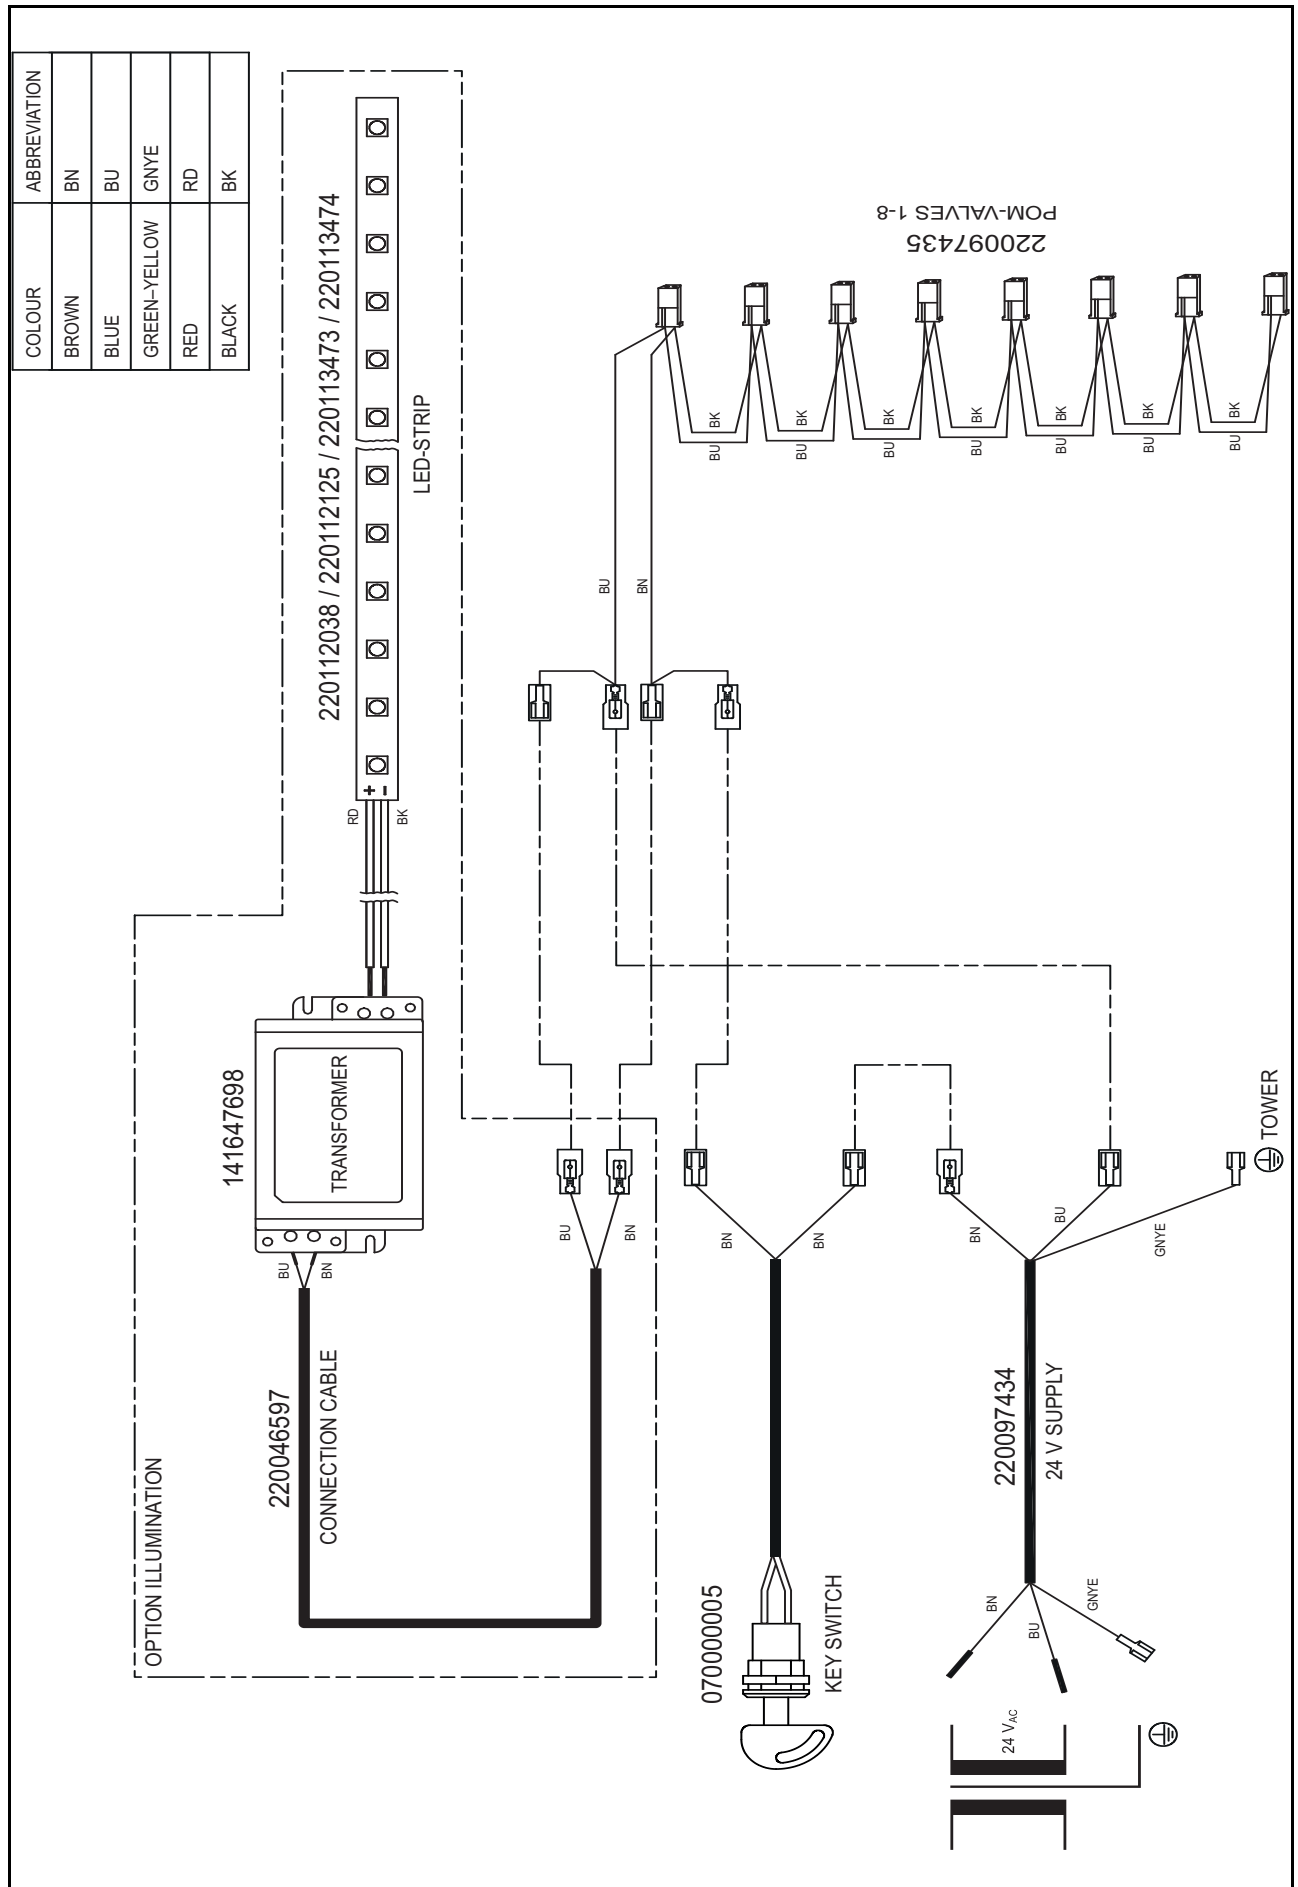 COLOUR ABBREVIATION
BROWN BN
BLUE BU
GREEN–YELLOW GNYE
RED RD
BLACK BK
OPTION ILLUMINATION
220046597
CONNECTION CABLE
BU
BN
BU
BN
141647698
TRANSFORMER
RD
BK
+
–
220112038 / 220112125 / 220113473 / 220113474
LED-STRIP
070000005
KEY SWITCH
BN
BN
BU
BN
220097435
POM-VALVES 1-8
BU
BK
BU
BK
BU
BK
BU
BK
BU
BK
BU
BK
BU
BK
24 VAC
BN
BU
GNYE
220097434
24 V SUPPLY
BN
BU
GNYE
TOWER